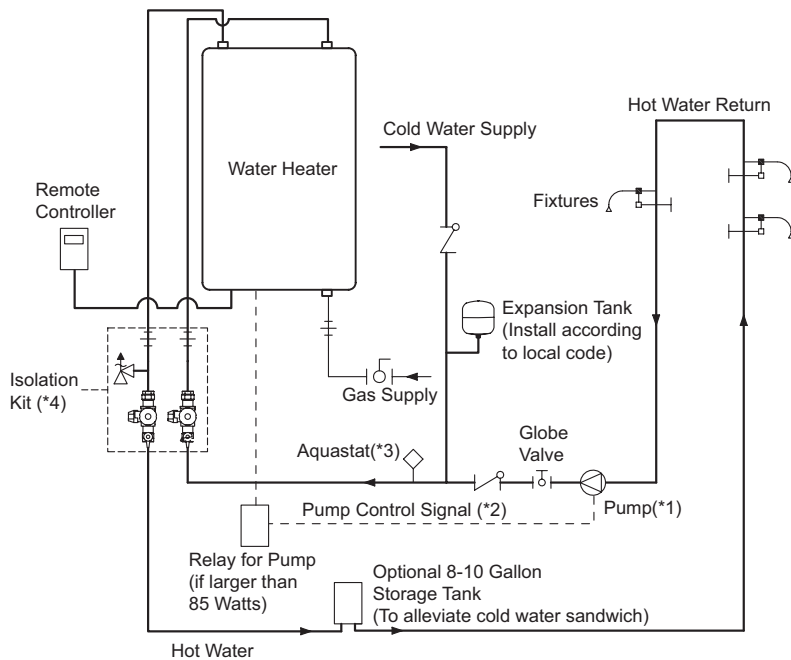 Hot Water Return
Cold Water Supply
Water Heater
Remote
Controller
Fixtures
Expansion Tank
(Install according
to local code)
Isolation
Kit (*4)
Gas Supply
Globe
Valve
Aquastat(*3)
Pump Control Signal (*2)
Pump(*1)
Relay for Pump
(if larger than
85 Watts)
Optional 8-10 Gallon
Storage Tank
(To alleviate cold water sandwich)
Hot Water